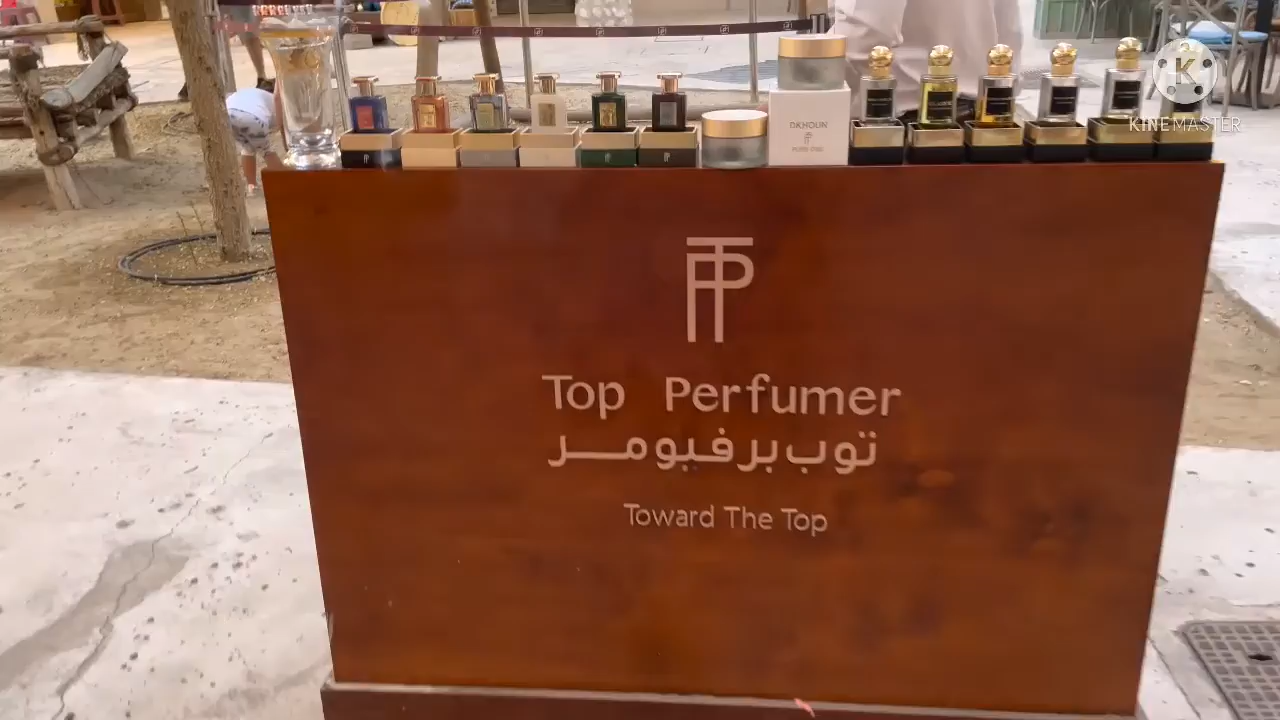 KINEMASTER
DKHOUN
TP
Top Perfumer
توب برفيومر
Toward The Top